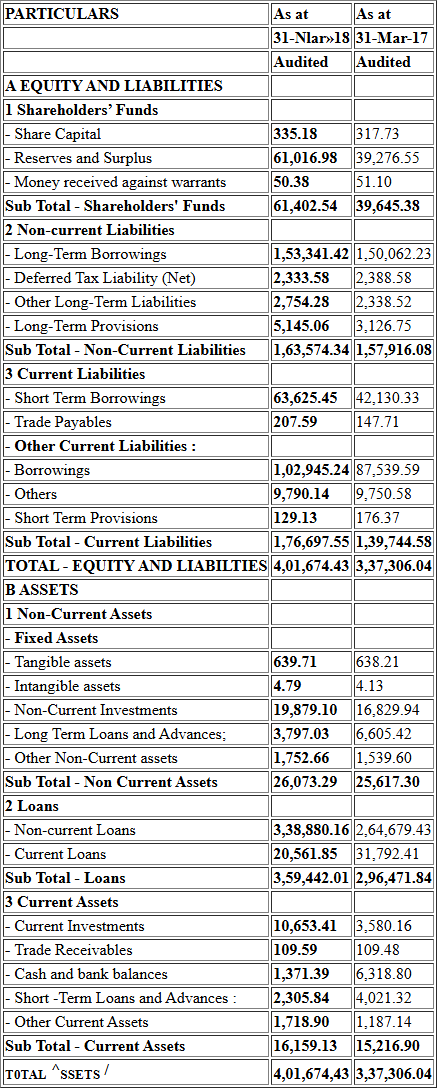 PARTICULARS As at As at
31-Nlar»18 31-Mar-17
Audited Audited
A EQUITY AND LIABILITIES
1 Shareholders’ Funds
- Share Capital 335.18 317.73
- Reserves and Surplus 61,016.98 39,276.55
- Money received against warrants 50.38 51.10
Sub Total - Shareholders' Funds 61,402.54 39,645.38
2 Non-current Liabilities
- Long-Term Borrowings 1,53,341.42 1,50,062.23
- Deferred Tax Liability (Net) 2,333.58 2,388.58
- Other Long-Term Liabilities 2,754.28 2,338.52
- Long-Term Provisions 5,145.06 3,126.75
Sub Total - Non-Current Liabilities 1,63,574.34 1,57,916.08
3 Current Liabilities
- Short Term Borrowings 63,625.45 42,130.33
- Trade Payables 207.59 147.71
- Other Current Liabilities :
- Borrowings 1,02,945.24 87,539.59
- Others 9,790.14 9,750.58
- Short Term Provisions 129.13 176.37
Sub Total - Current Liabilities 1,76,697.55 1,39,744.58
TOTAL - EQUITY AND LIABILTIES 4,01,674.43 3,37,306.04
B ASSETS
1 Non-Current Assets
- Fixed Assets
- Tangible assets 639.71 638.21
- Intangible assets 4.79 4.13
- Non-Current Investments 19,879.10 16,829.94
- Long Term Loans and Advances; 3,797.03 6,605.42
- Other Non-Current assets 1,752.66 1,539.60
Sub Total - Non Current Assets 26,073.29 25,617.30
2 Loans
- Non-current Loans 3,38,880.16 2,64,679.43
- Current Loans 20,561.85 31,792.41
Sub Total - Loans 3,59,442.01 2,96,471.84
3 Current Assets
- Current Investments 10,653.41 3,580.16
- Trade Receivables 109.59 109.48
- Cash and bank balances 1,371.39 6,318.80
- Short -Term Loans and Advances : 2,305.84 4,021.32
- Other Current Assets 1,718.90 1,187.14
Sub Total - Current Assets 16,159.13 15,216.90
T0TAL ^SSETS / 4,01,674,43 3,37,306.04